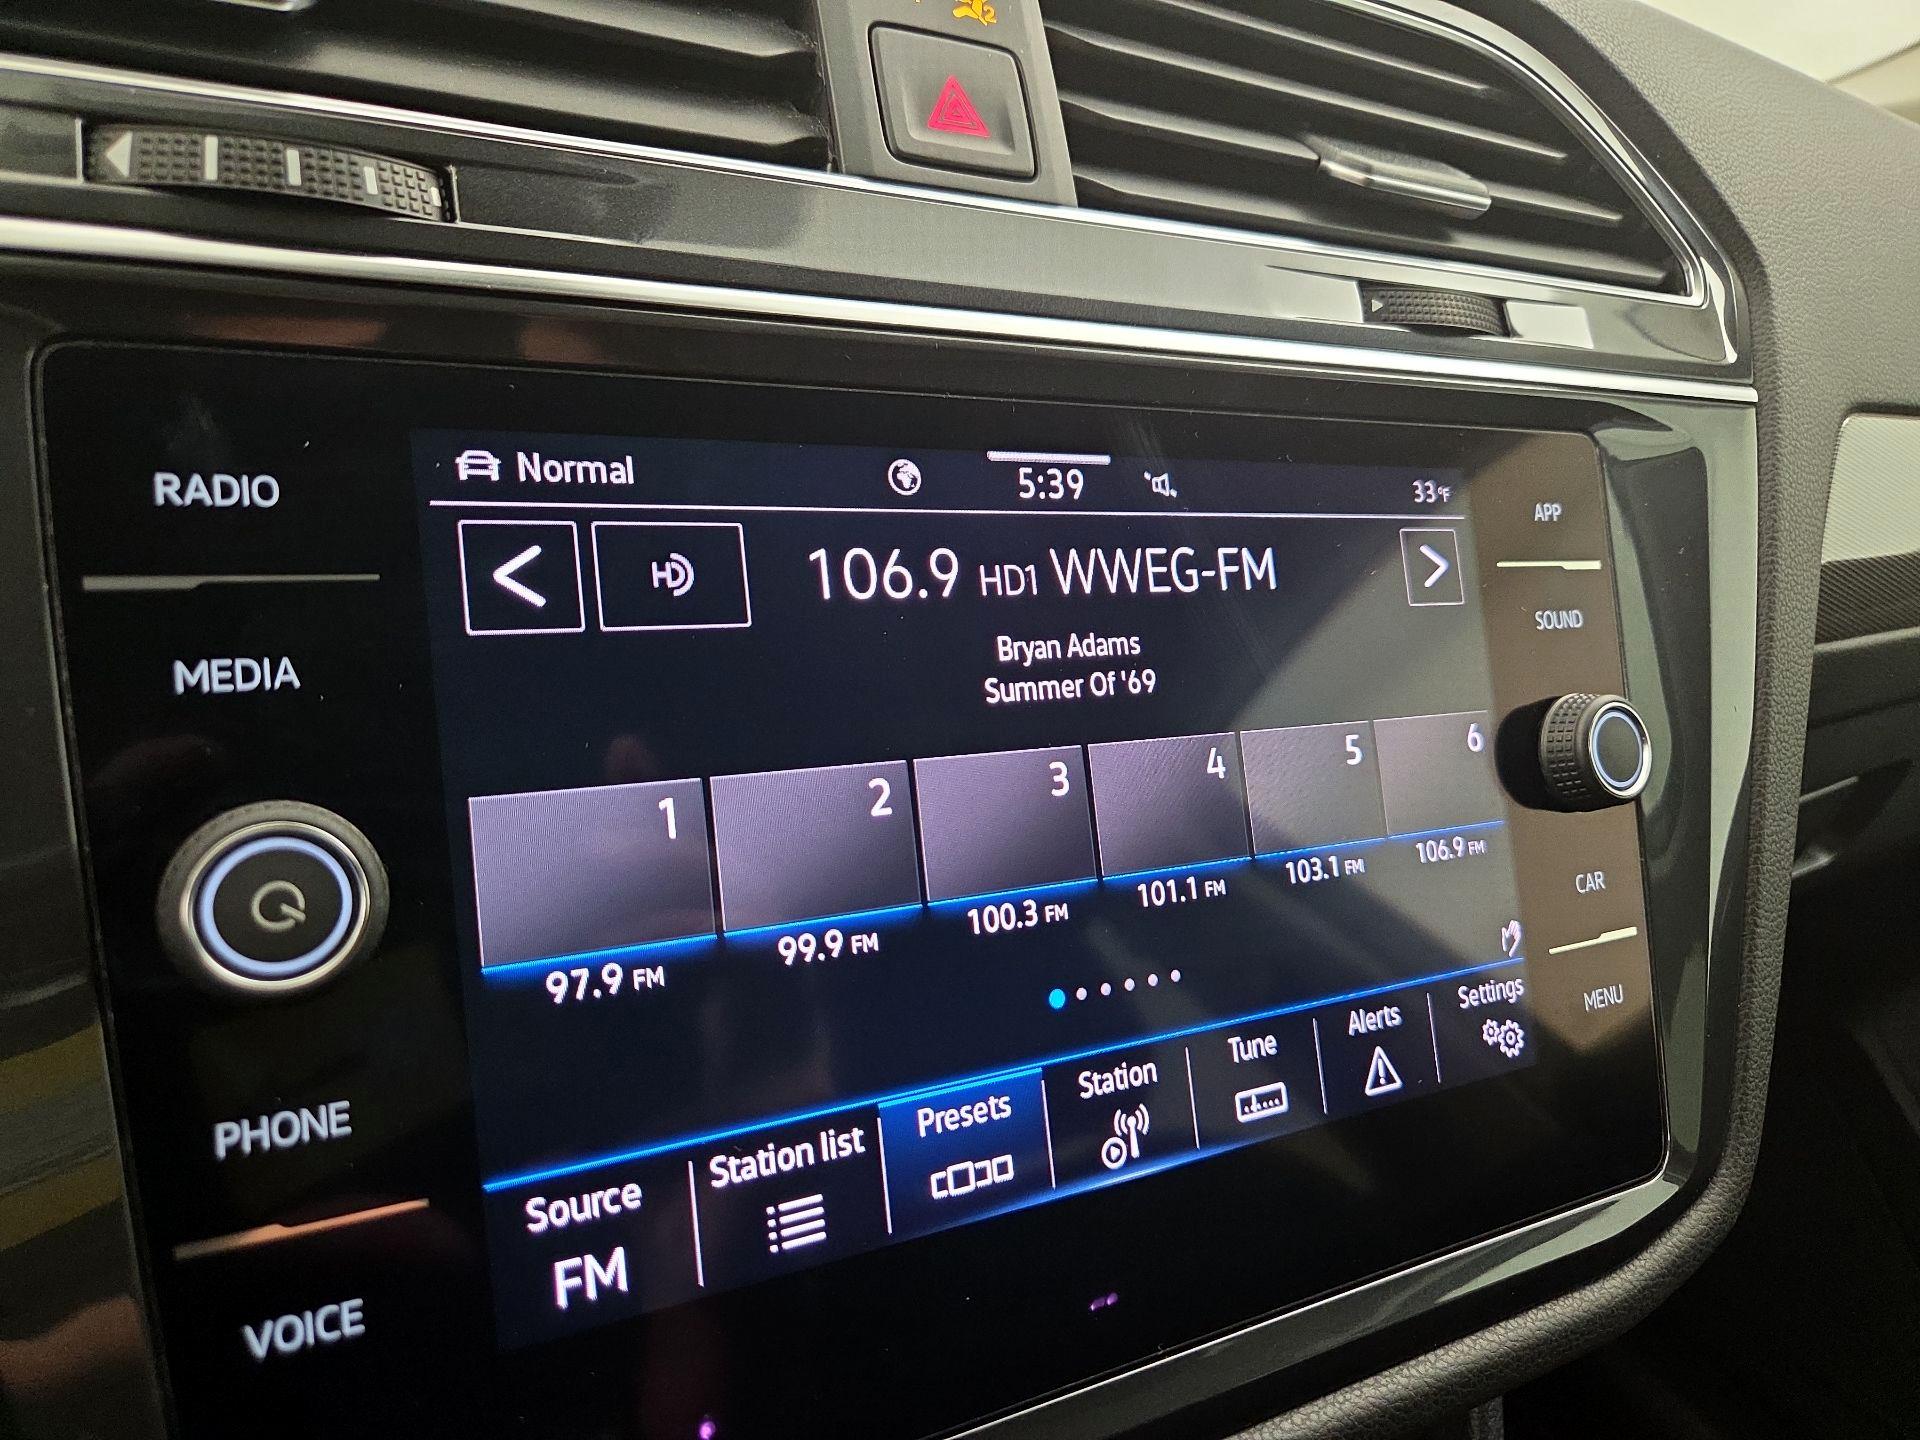 2
RADIO
MEDIA
PHONE
VOICE
Normal
5:39
33°F
HD
106.9 HD1 WWEG-FM
Bryan Adams
Summer Of '69
1
2
3
4
5
6
97.9 FM
99.9 FM
100.3 FM
101.1 FM
103.1 FM
106.9 FM
Source
FM
Station list
Presets
Station
Tune
Alerts
Settings
APP
SOUND
CAR
MENU